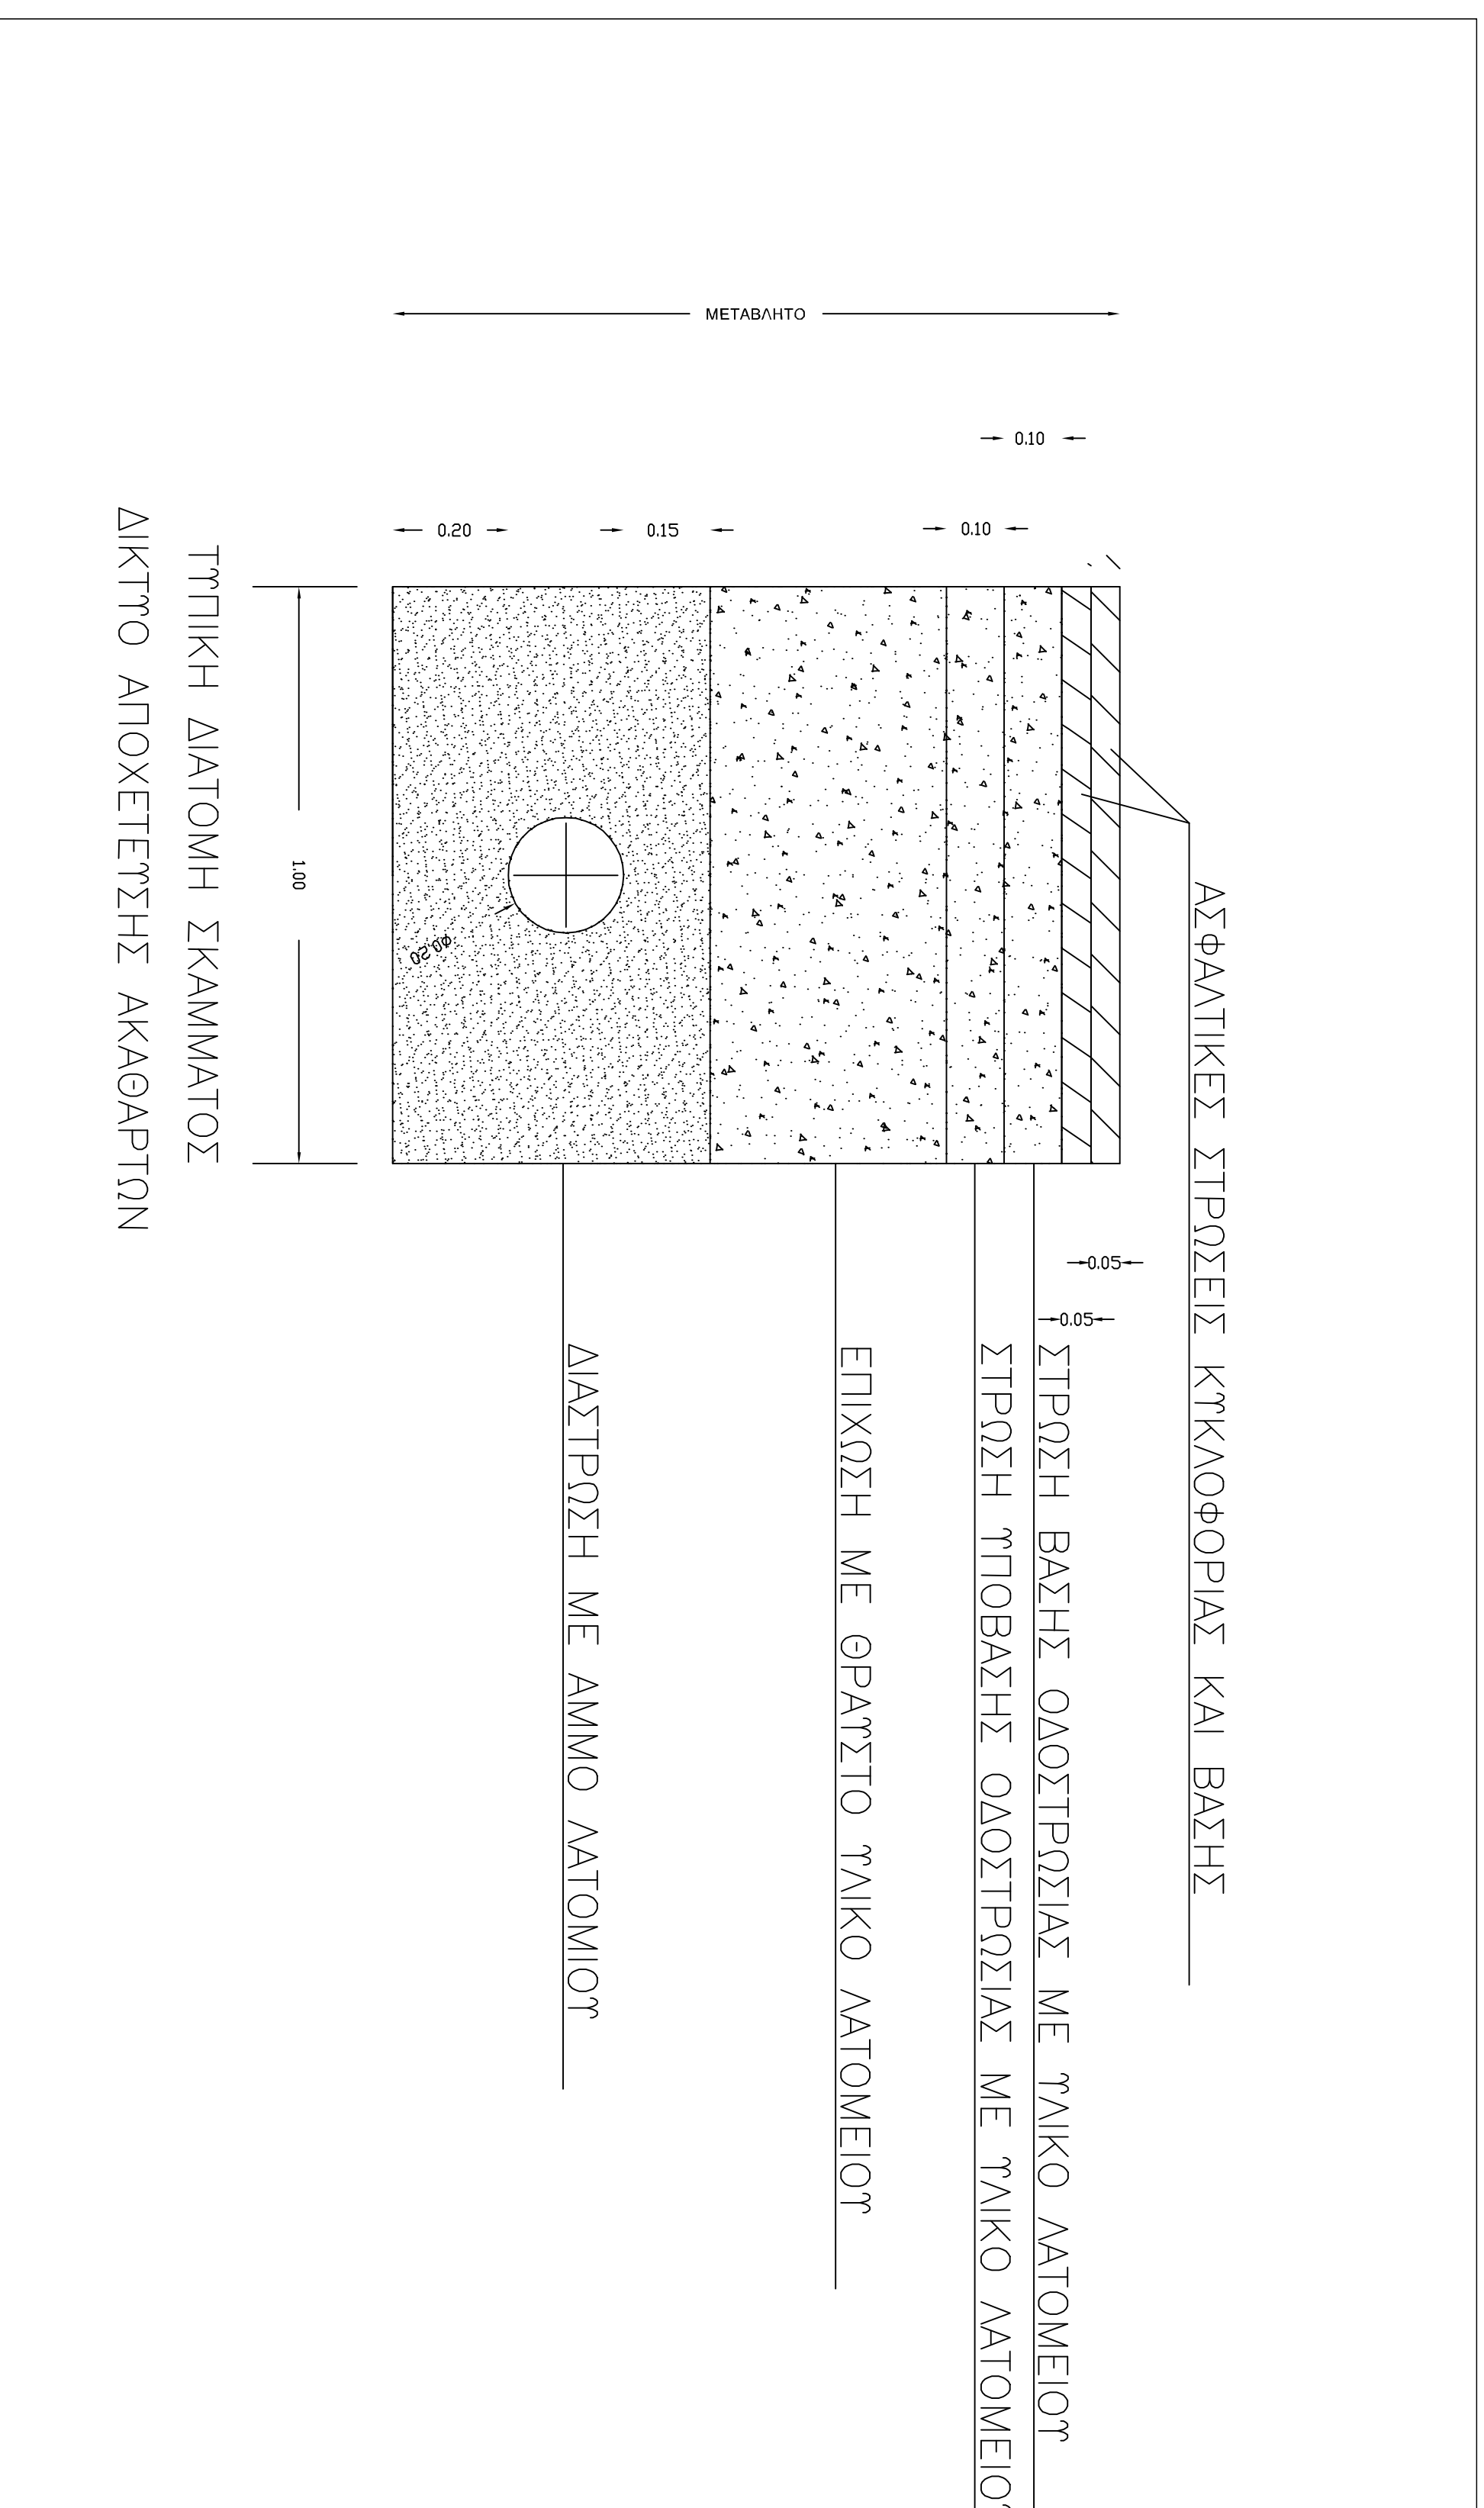 ΑΣΦΑΛΤΙΚΕΣ ΣΤΡΩΣΕΙΣ ΚΥΚΛΟΦΟΡΙΑΣ ΚΑΙ ΒΑΣΗΣ
0.05
0.05
ΣΤΡΩΣΗ ΒΑΣΗΣ ΟΔΟΣΤΡΩΣΙΑΣ ΜΕ ΥΛΙΚΟ ΛΑΤΟΜΕΙΟΥ
0.10
ΣΤΡΩΣΗ ΥΠΟΒΑΣΗΣ ΟΔΟΣΤΡΩΣΙΑΣ ΜΕ ΥΛΙΚΟ ΛΑΤΟΜΕΙΟΥ
0.10
ΕΠΙΧΩΣΗ ΜΕ ΘΡΑΥΣΤΟ ΥΛΙΚΟ ΛΑΤΟΜΕΙΟΥ
ΜΕΤΑΒΛΗΤΟ
0.15
ΔΙΑΣΤΡΩΣΗ ΜΕ ΑΜΜΟ ΛΑΤΟΜΙΟΥ
0.20
Φ0.20
1.00
ΤΥΠΙΚΗ ΔΙΑΤΟΜΗ ΣΚΑΜΜΑΤΟΣ
ΔΙΚΤΥΟ ΑΠΟΧΕΤΕΥΣΗΣ ΑΚΑΘΑΡΤΩΝ